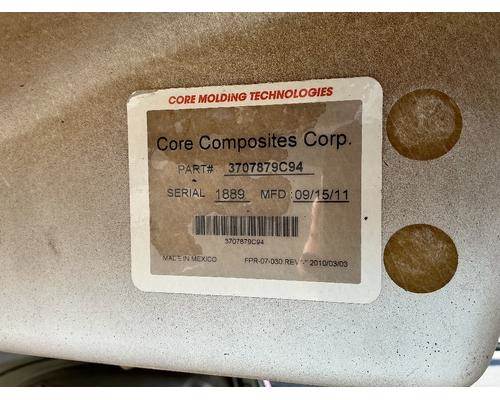 CORE MOLDING TECHNOLOGIES
Core Composites Corp.
PART# 3707879C94
SERIAL 1889 MFD : 09/15/11
3707879C94
MADE IN MEXICO FPR-07-030 2010/03/03